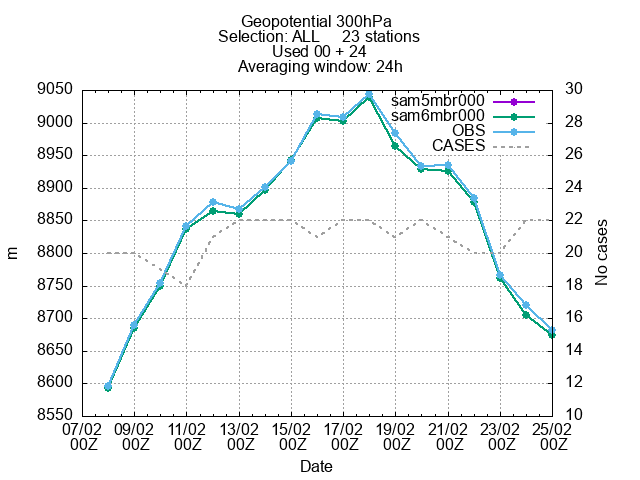 Geopotential 300hPa
Selection: ALL 23 stations
Used 00 + 24
Averaging window: 24h
sam5mbr000
sam6mbr000
OBS
CASES
9050
9000
8950
8900
8850
8800
8750
8700
8650
8600
8550
m
30
28
26
24
22
20
18
16
14
12
10
No cases
07/02 09/02 11/02 13/02 15/02 17/02 19/02 21/02 23/02 25/02
00Z 00Z 00Z 00Z 00Z 00Z 00Z 00Z 00Z 00Z
Date